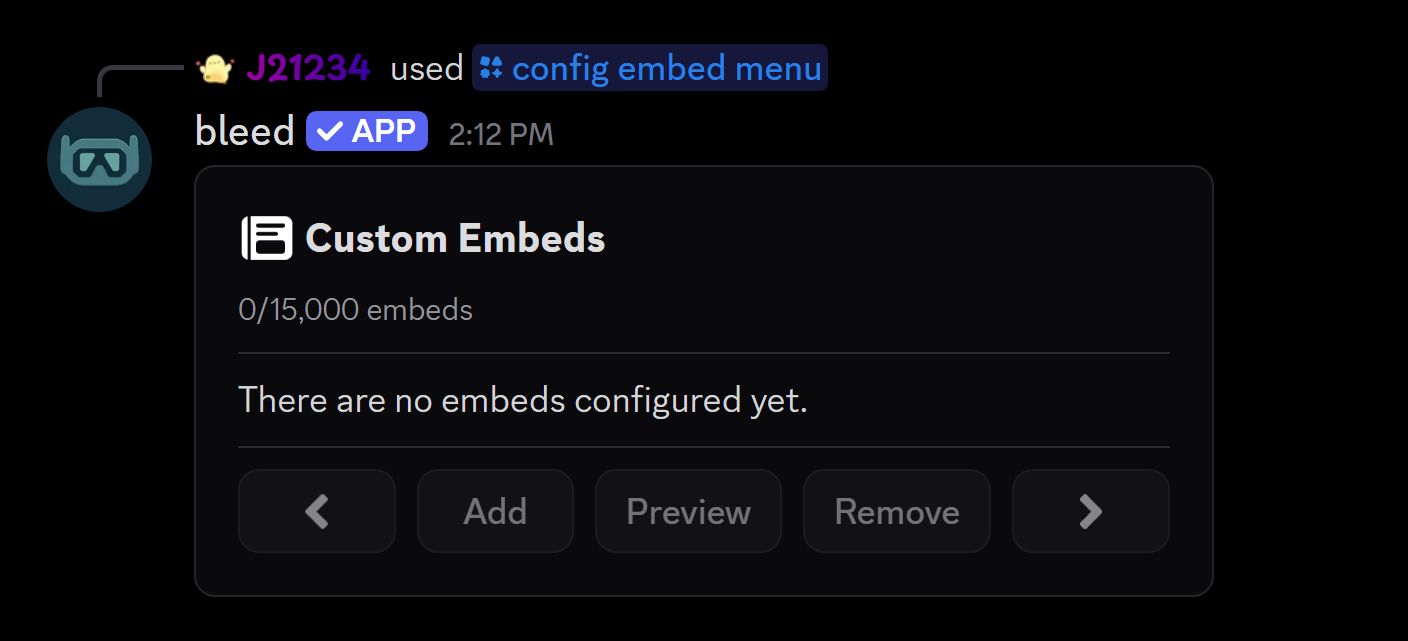 J21234 used config embed menu
bleed APP 2:12 PM
Custom Embeds
0/15,000 embeds
There are no embeds configured yet.
Add Preview Remove